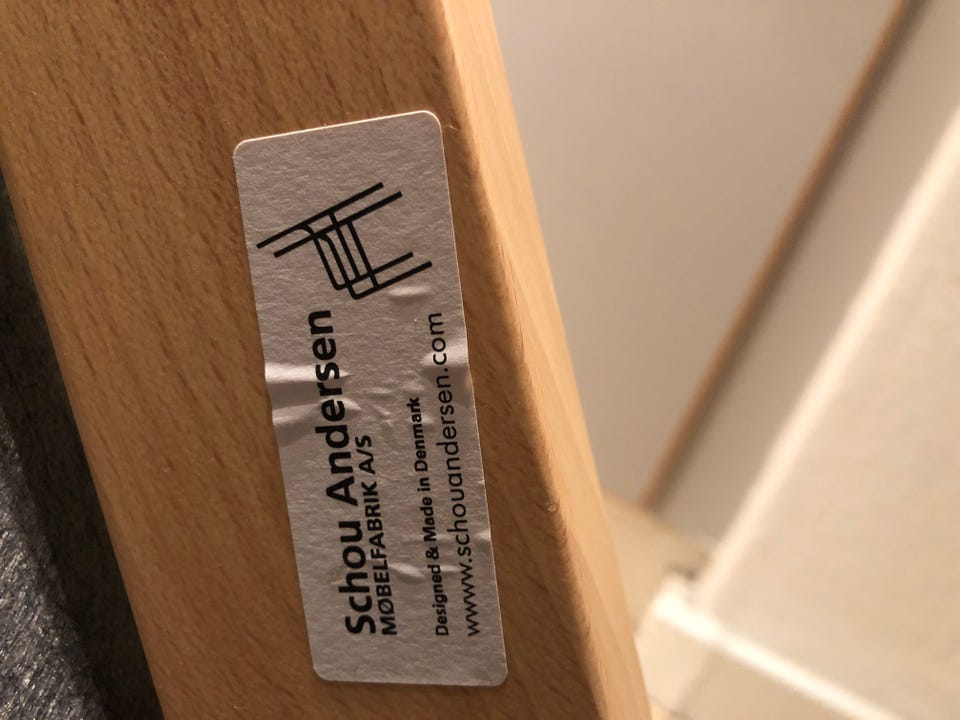 Schou Andersen
MØBELFABRIK A/S
Designed & Made in Denmark
www.schouandersen.com